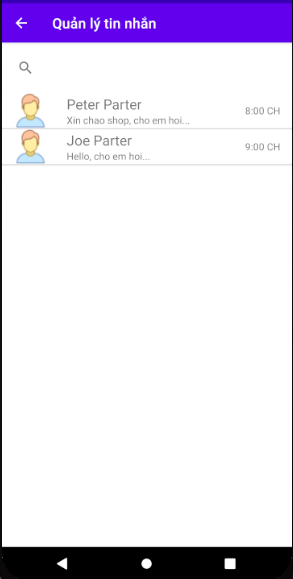 Quản lý tin nhắn
Peter Parter
8:00 CH
Xin chao shop, cho em hoi...
Joe Parter
9:00 CH
Hello, cho em hoi...